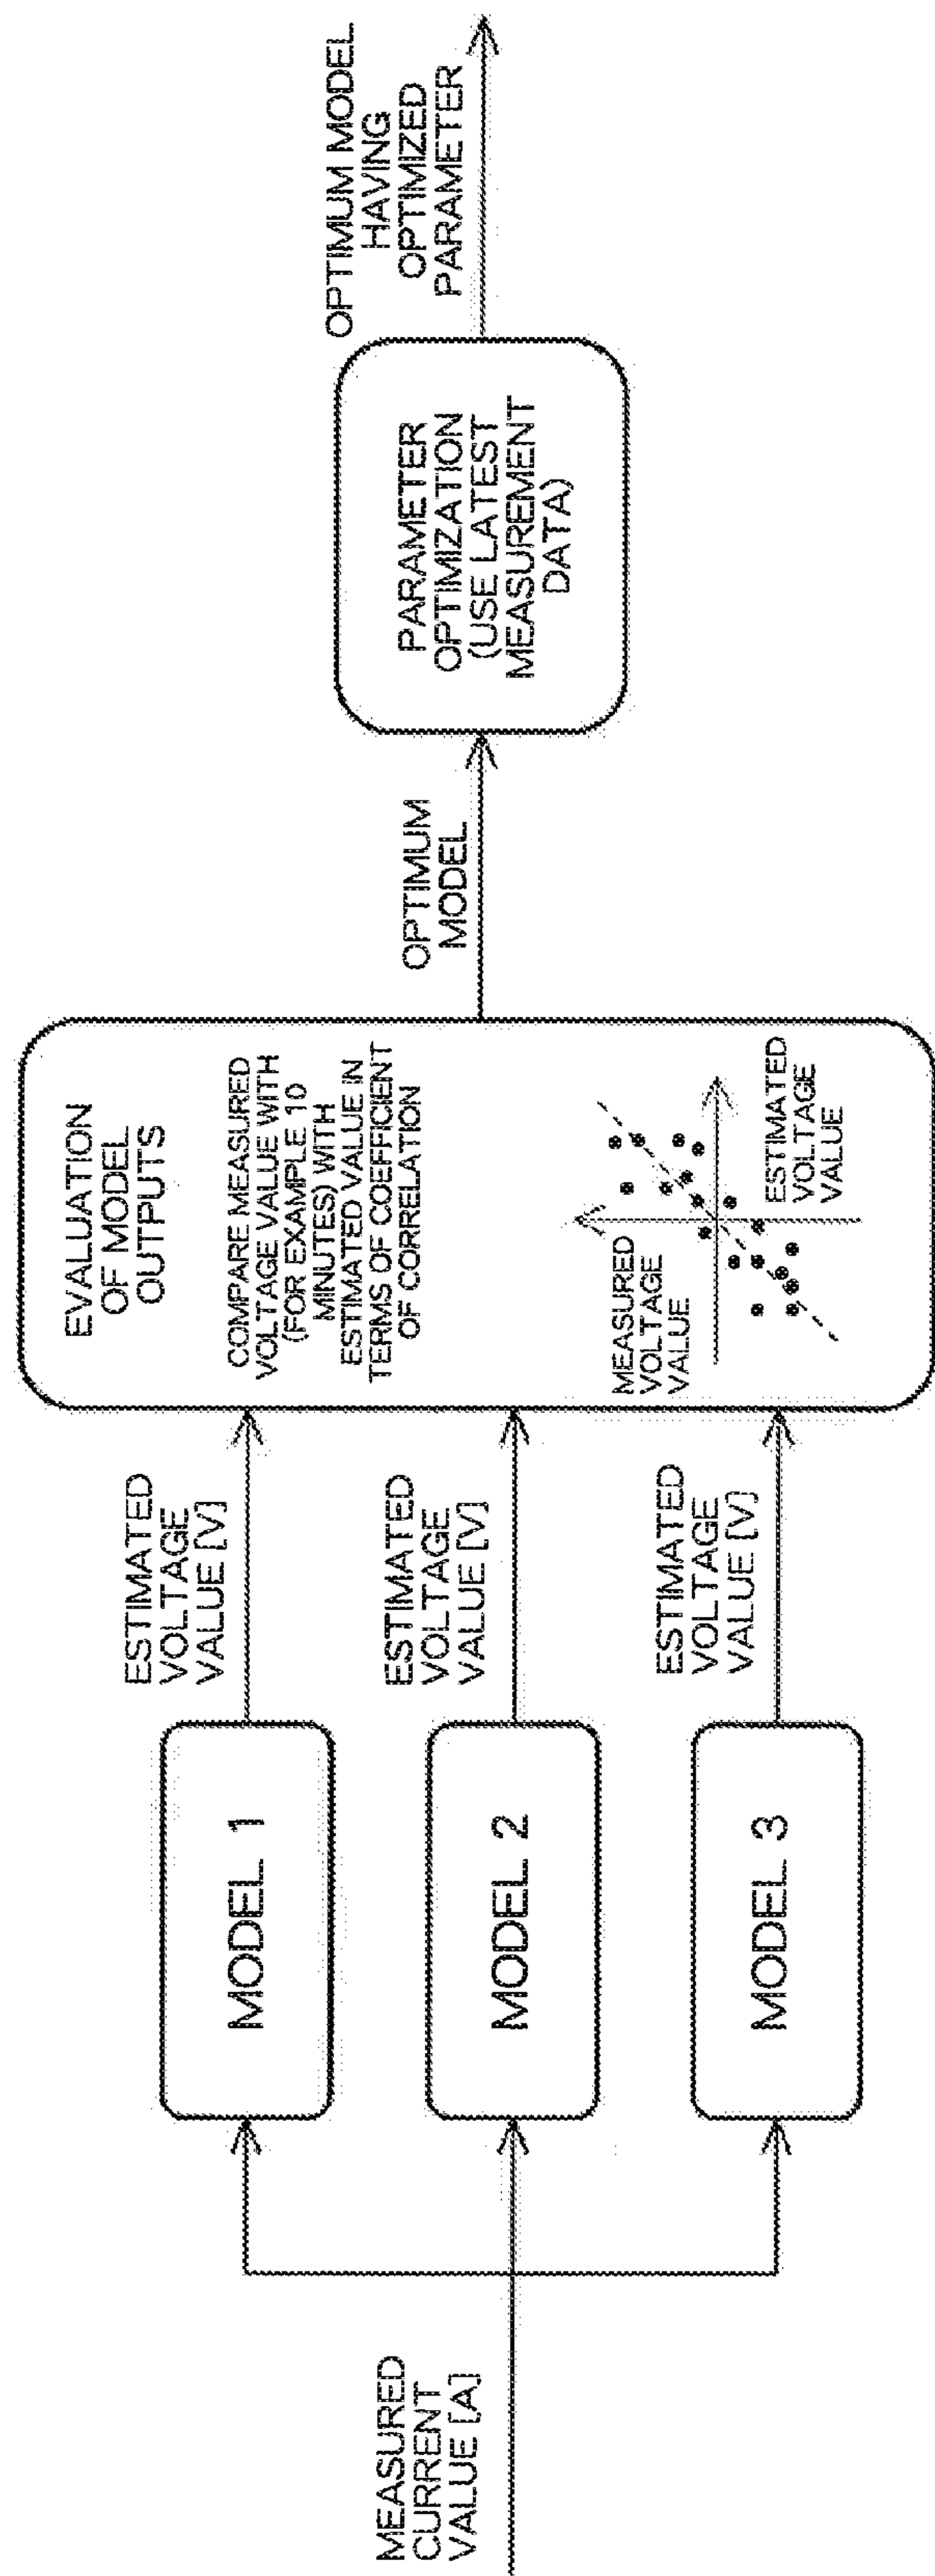 MEASURED
CURRENT
VALUE [A]
MODEL 1
MODEL 2
MODEL 3
ESTIMATED
VOLTAGE
VALUE [V]
ESTIMATED
VOLTAGE
VALUE [V]
ESTIMATED
VOLTAGE
VALUE [V]
EVALUATION
OF MODEL
OUTPUTS
COMPARE MEASURED
VOLTAGE VALUE WITH
(FOR EXAMPLE 10
MINUTES) WITH
ESTIMATED VALUE IN
TERMS OF COEFFICIENT
OF CORRELATION
MEASURED
VOLTAGE
VALUE
ESTIMATED
VOLTAGE
VALUE
OPTIMUM
MODEL
PARAMETER
OPTIMIZATION
(USE LATEST
MEASUREMENT
DATA)
OPTIMUM MODEL
HAVING
OPTIMIZED
PARAMETER